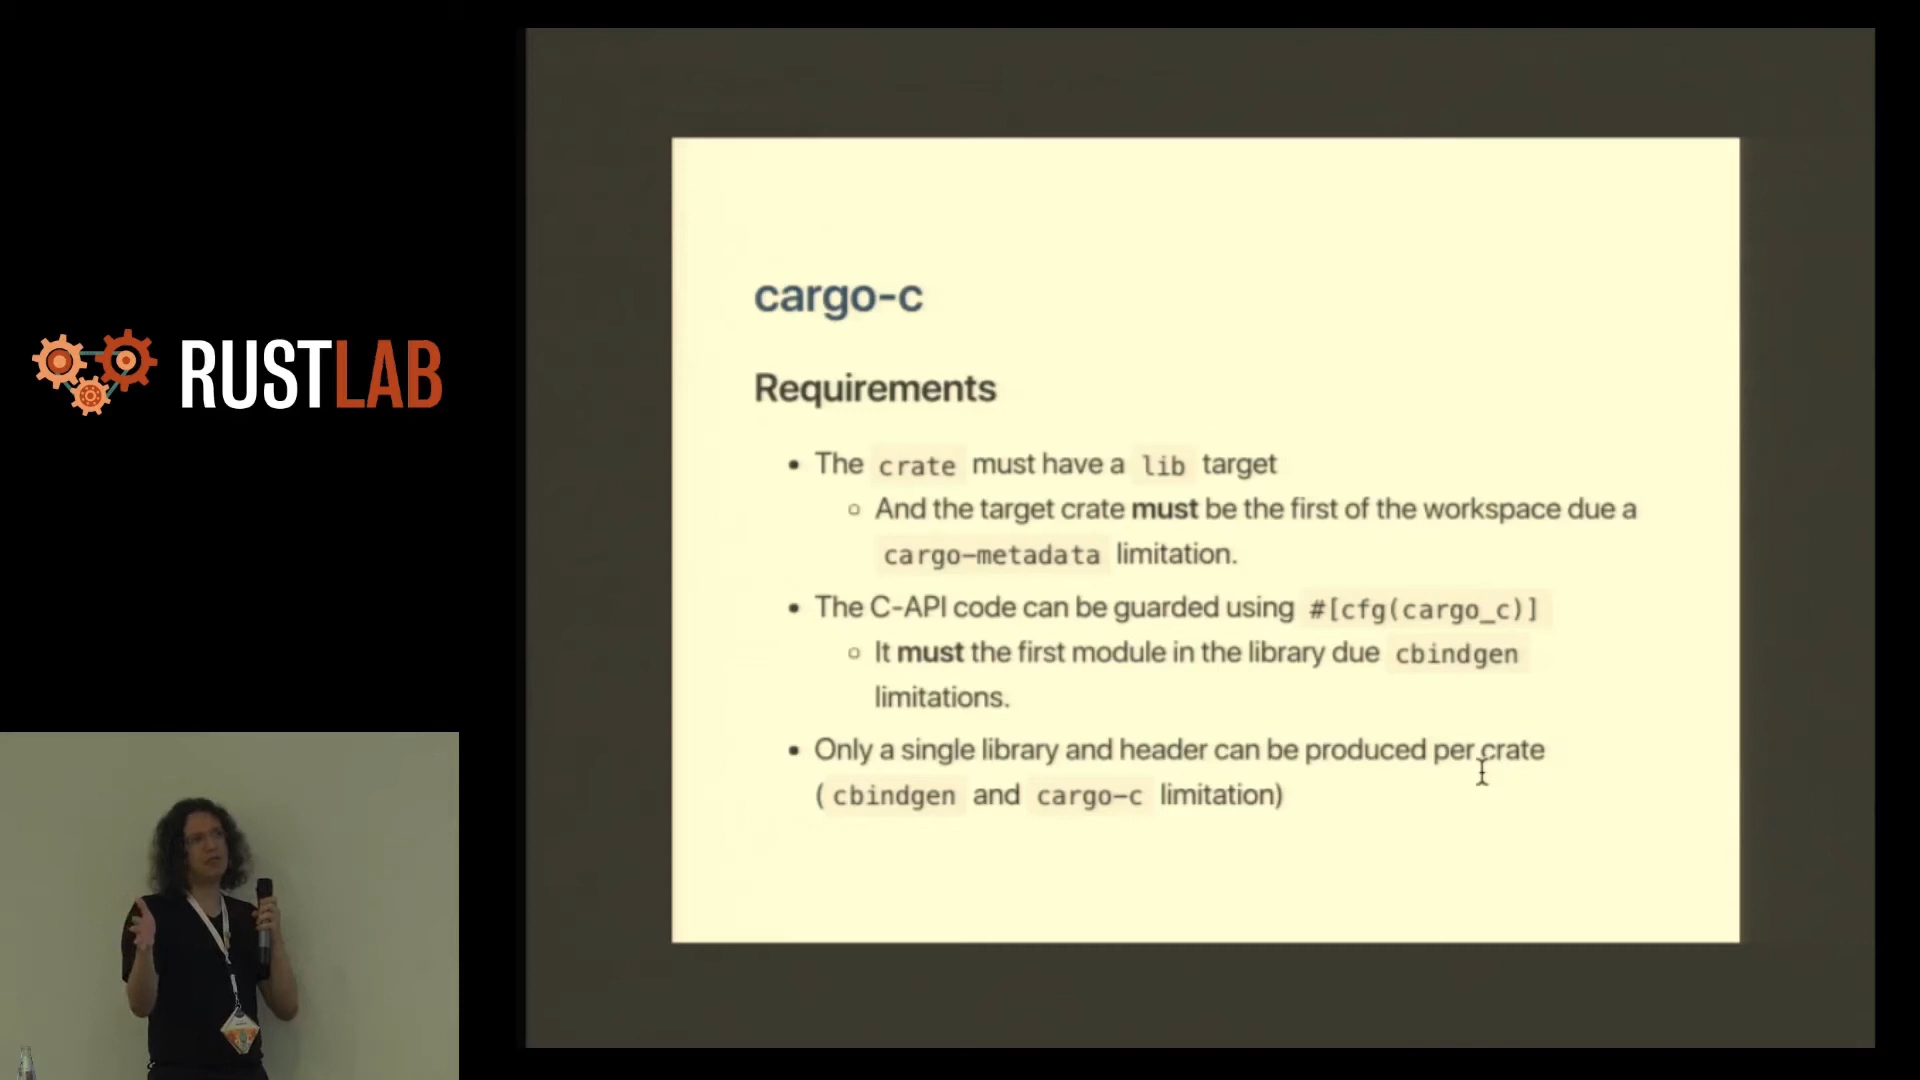 RUSTLAB
cargo-c
Requirements
• The crate must have a lib target
○ And the target crate must be the first of the workspace due a
cargo-metadata limitation.
• The C-API code can be guarded using #[cfg(cargo_c)]
○ It must the first module in the library due cbindgen
limitations.
• Only a single library and header can be produced per crate
( cbindgen and cargo-c limitation)